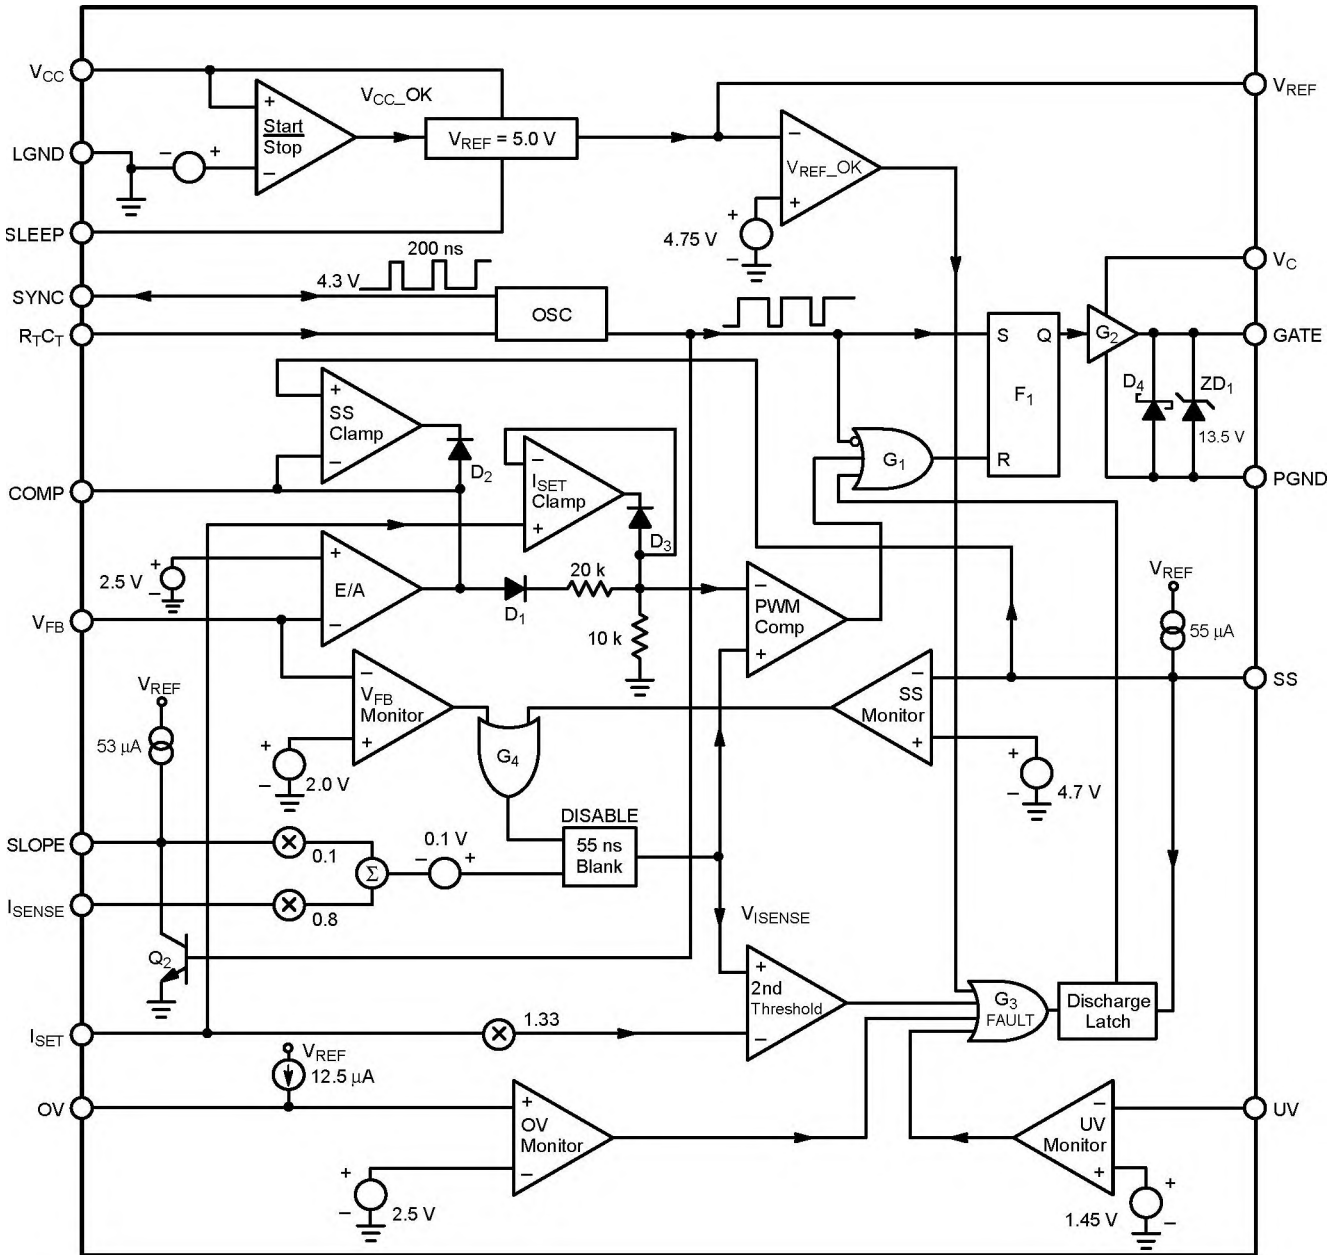 VCC
VCC_OK
Start
Stop
+
−
VREF = 5.0 V
VREF
LGND
−
+
−
VREF_OK
+
+
4.75 V
−
SLEEP
200 ns
4.3 V
SYNC
OSC
RTCT
VC
S
Q
G2
GATE
F1
D4
ZD1
13.5 V
R
PGND
+
SS
Clamp
−
D2
−
ISET
Clamp
+
D3
G1
COMP
2.5 V
+
−
+
E/A
−
D1
20 k
10 k
−
PWM
Comp
+
VREF
55 µA
VFB
−
VFB
Monitor
+
−
SS
Monitor
+
SS
VREF
53 µA
+
−
2.0 V
G4
+
−
4.7 V
DISABLE
55 ns
Blank
SLOPE
0.1
Σ
−
0.1 V
+
ISENSE
0.8
VISENSE
Q2
+
2nd
Threshold
−
G3
FAULT
Discharge
Latch
ISET
1.33
VREF
12.5 µA
OV
+
OV
Monitor
−
−
UV
Monitor
+
UV
+
−
2.5 V
1.45 V
+
−